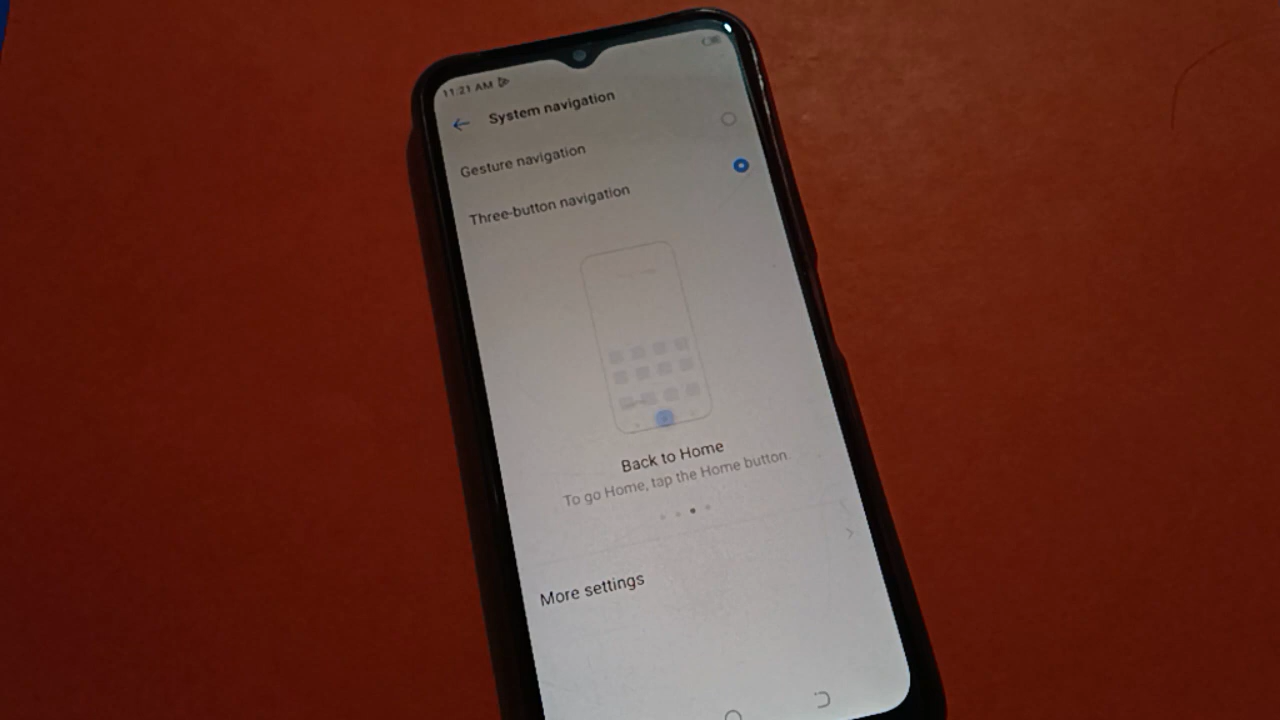 11:21 AM
System navigation
Gesture navigation
Three-button navigation
Back to Home
To go Home, tap the Home button
More settings